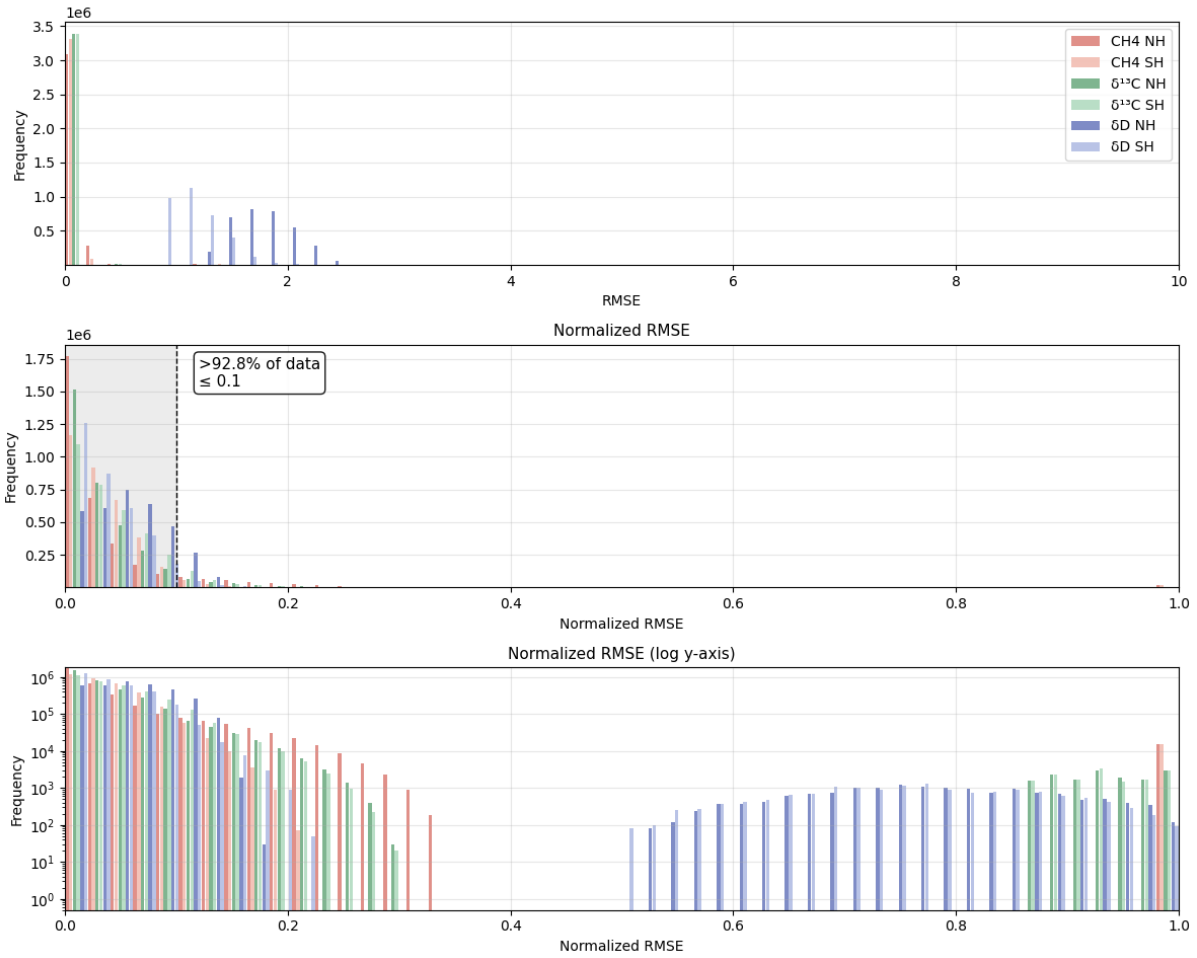 1e6
3.5
3.0
2.5
2.0
1.5
1.0
0.5
Frequency
CH4 NH
CH4 SH
δ¹³C NH
δ¹³C SH
δD NH
δD SH
0 2 4 6 8 10
RMSE
Normalized RMSE
1e6
1.75
1.50
1.25
1.00
0.75
0.50
0.25
Frequency
>92.8% of data
≤ 0.1
0.0 0.2 0.4 0.6 0.8 1.0
Normalized RMSE
Normalized RMSE (log y-axis)
10⁶
10⁵
10⁴
10³
10²
10¹
10⁰
Frequency
0.0 0.2 0.4 0.6 0.8 1.0
Normalized RMSE